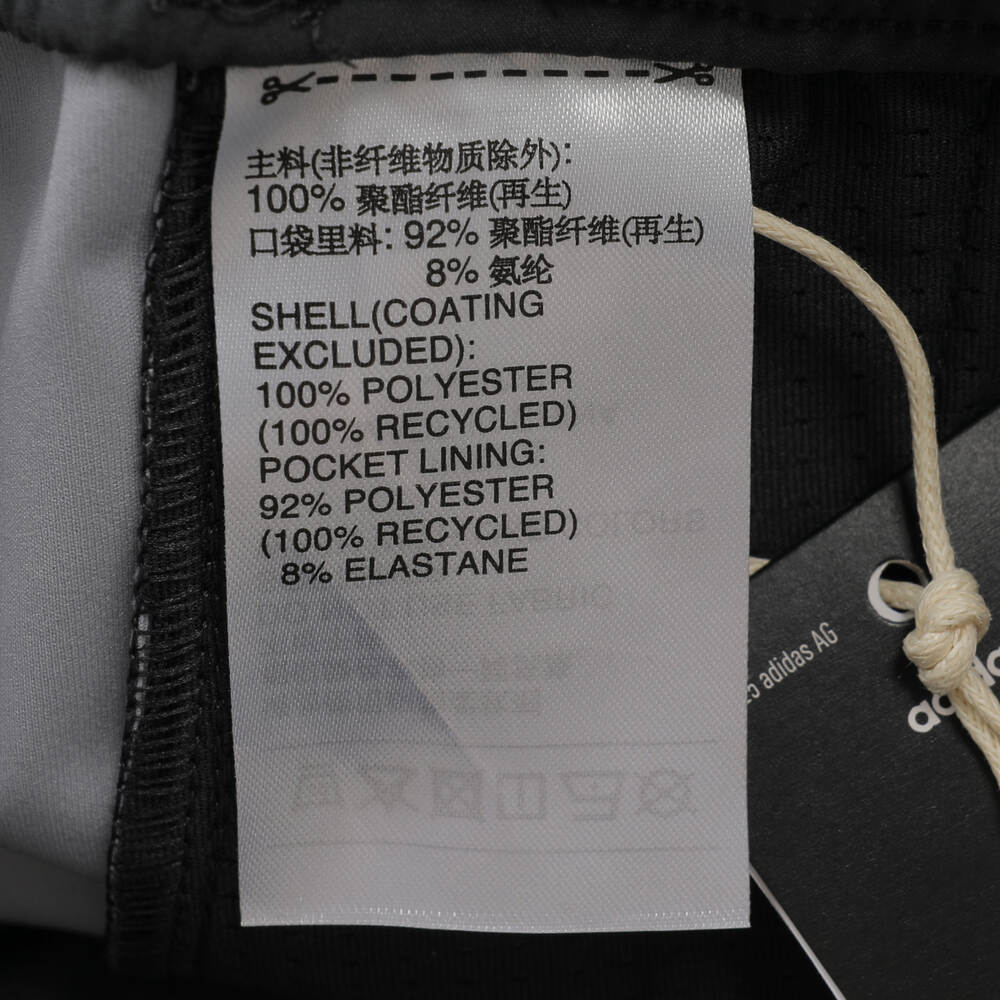 主料(非纤维物质除外):
100% 聚酯纤维(再生)
口袋里料: 92% 聚酯纤维(再生)
8% 氨纶
SHELL(COATING
EXCLUDED):
100% POLYESTER
(100% RECYCLED)
POCKET LINING:
92% POLYESTER
(100% RECYCLED)
8% ELASTANE
adidas AG